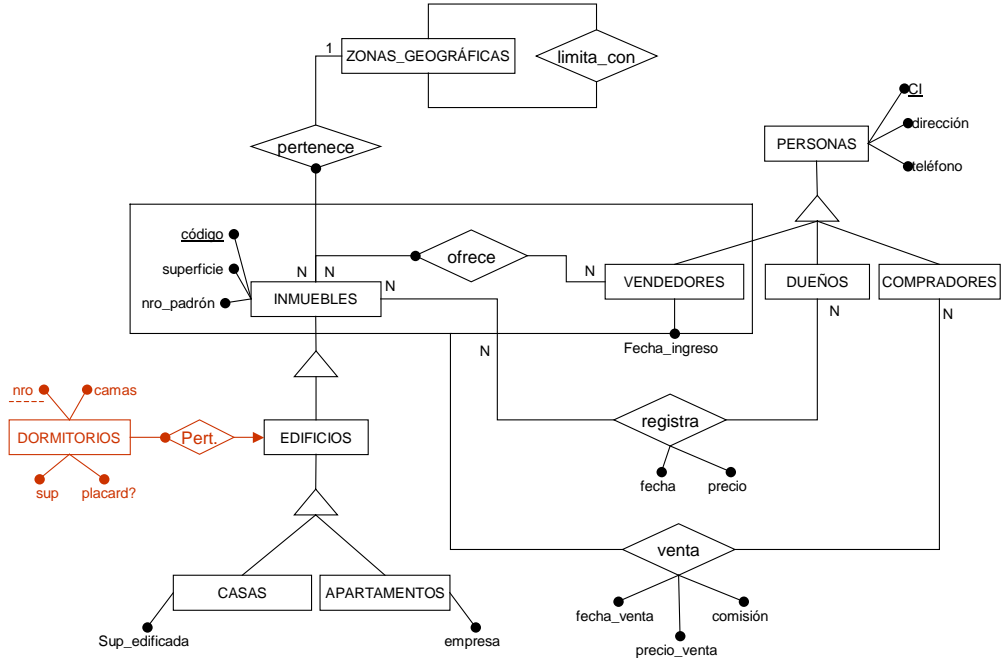 1
ZONAS_GEOGRÁFICAS
limita_con
CI
dirección
teléfono
PERSONAS
pertenece
código
superficie
nro_padrón
N
N
INMUEBLES
N
ofrece
N
VENDEDORES
Fecha_ingreso
DUEÑOS
N
COMPRADORES
N
N
nro
camas
DORMITORIOS
sup
placard?
Pert.
EDIFICIOS
registra
fecha
precio
venta
fecha_venta
precio_venta
comisión
CASAS
APARTAMENTOS
Sup_edificada
empresa